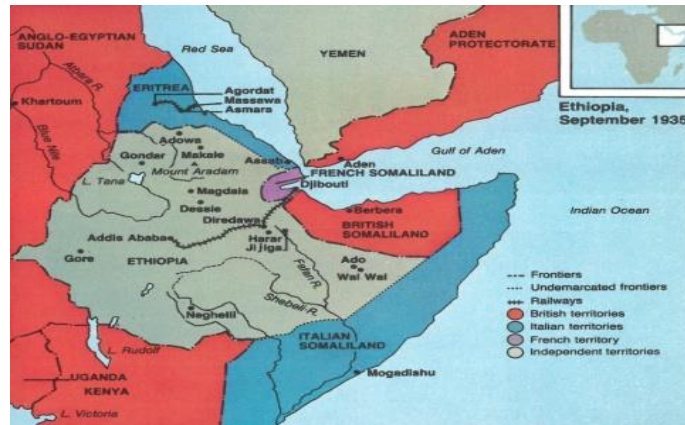 ANGLO-EGYPTIAN
SUDAN
Red Sea
YEMEN
ADEN
PROTECTORATE
Ethiopia,
September 1935
Atbara R.
Khartoum
Blue Nile
ERITREA
Agordat
Massawa
Asmara
Adowa
Makale
Gondar
Mount Aradam
L. Tana
Magdala
Dessie
Assab
Aden
Gulf of Aden
FRENCH SOMALILAND
Djibouti
Diredawa
Berbera
BRITISH
SOMALILAND
Indian Ocean
Addis Ababa
Harar
Jijiga
Gore
ETHIOPIA
Fafan R.
Ado
Wal Wal
Shebeli R.
Neghelli
ITALIAN
SOMALILAND
L. Rudolf
Mogadishu
UGANDA
KENYA
L. Victoria
Frontiers
Undemarcated frontiers
Railways
British territories
Italian territories
French territory
Independent territories